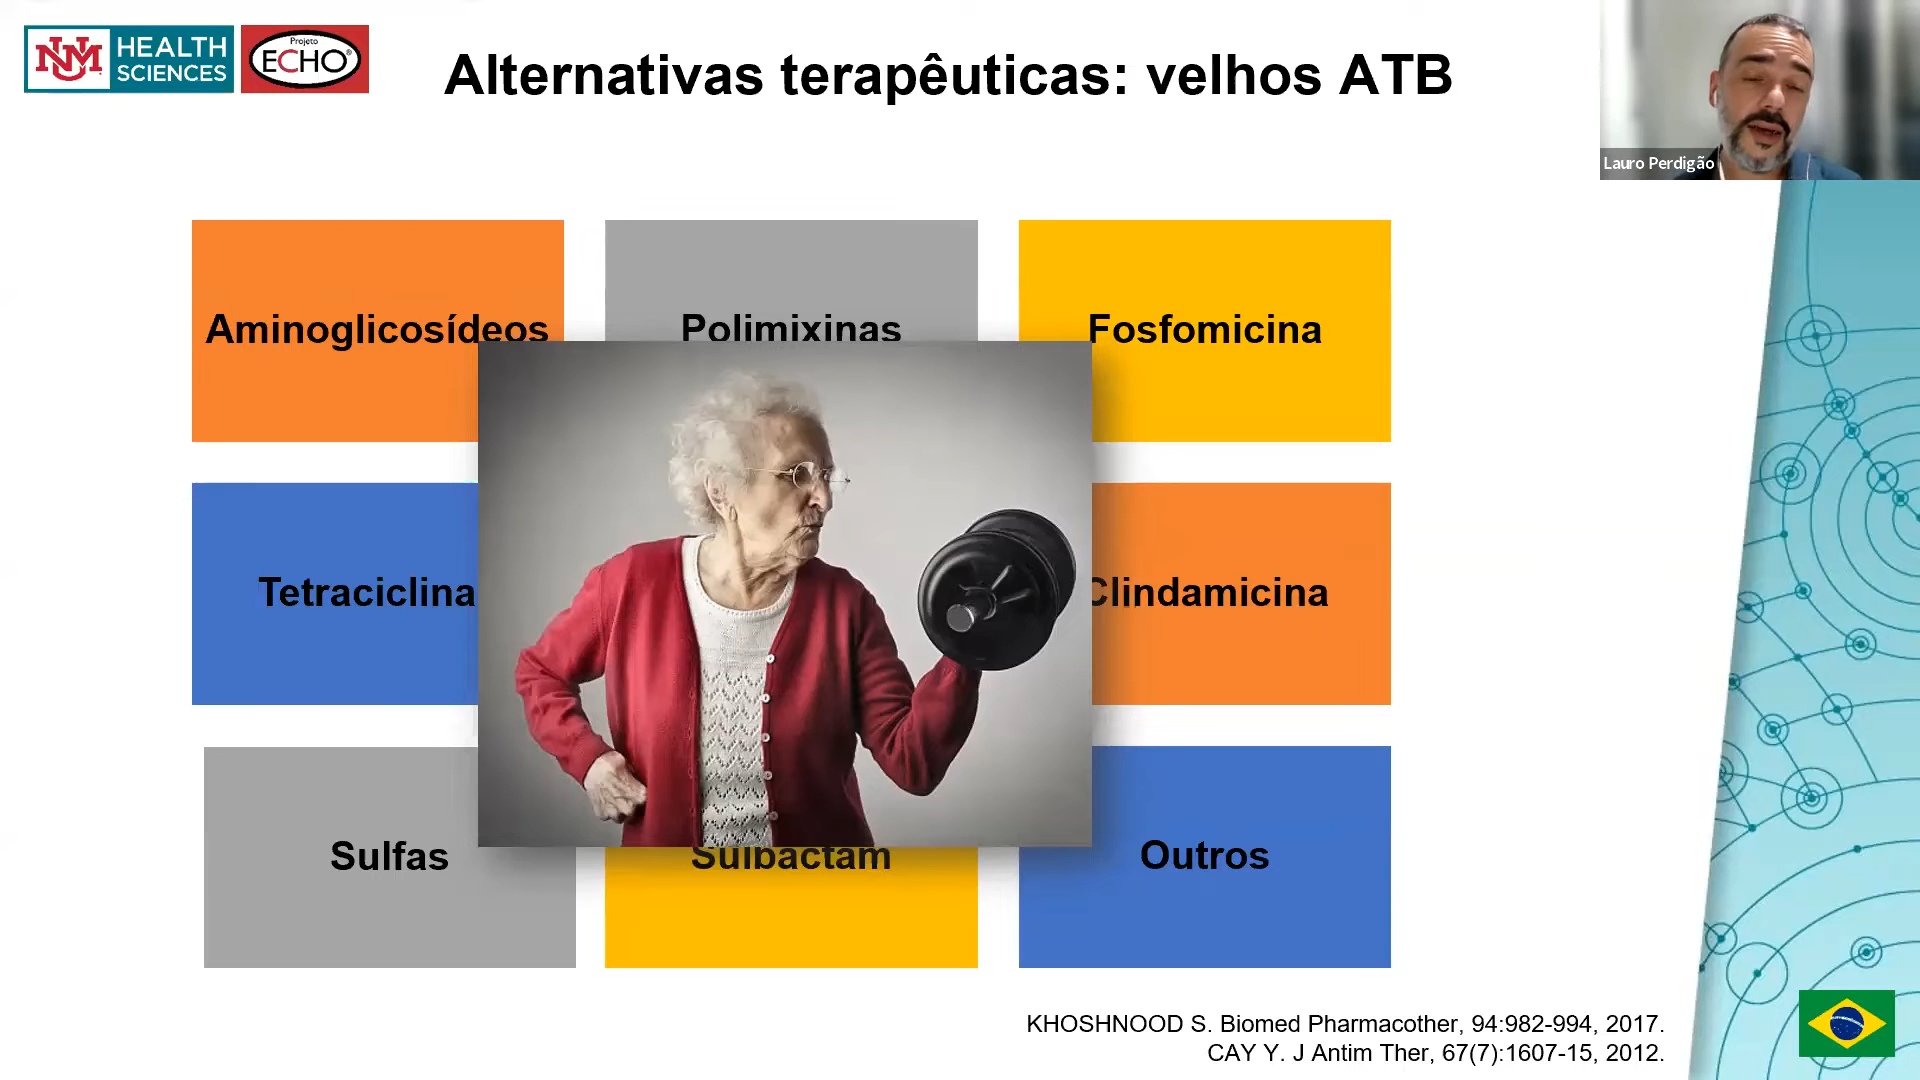 UNM HEALTH
SCIENCES
Projeto
ECHO®
Alternativas terapêuticas: velhos ATB
Lauro Perdigão
Aminoglicosídeos
Polimixinas
Fosfomicina
Tetraciclina
Clindamicina
Sulfas
Sulbactam
Outros
KHOSHNOOD S. Biomed Pharmacother, 94:982-994, 2017.
CAY Y. J Antim Ther, 67(7):1607-15, 2012.